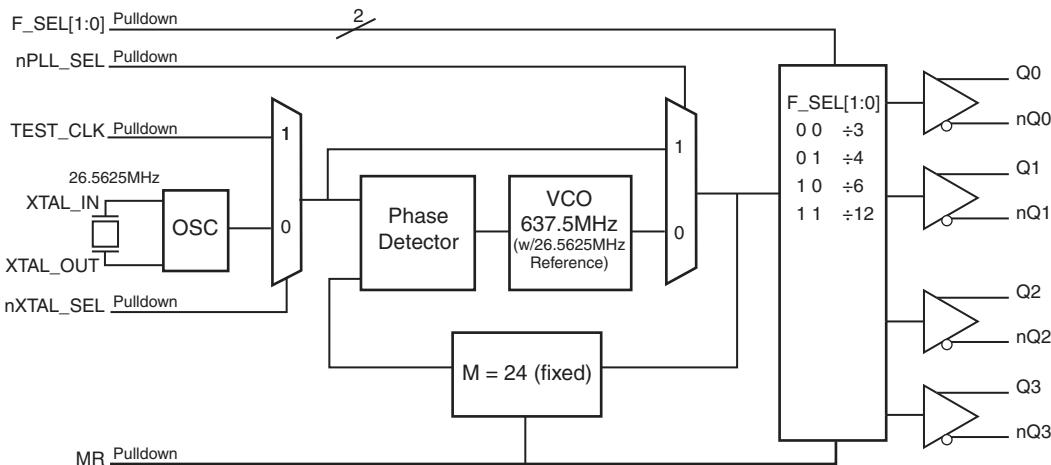 F_SEL[1:0] Pulldown
2
nPLL_SEL Pulldown
TEST_CLK Pulldown
26.5625MHz
XTAL_IN
OSC
XTAL_OUT
nXTAL_SEL Pulldown
1
0
Phase
Detector
VCO
637.5MHz
(w/26.5625MHz
Reference)
1
0
M = 24 (fixed)
MR Pulldown
F_SEL[1:0]
0 0 ÷3
0 1 ÷4
1 0 ÷6
1 1 ÷12
Q0
nQ0
Q1
nQ1
Q2
nQ2
Q3
nQ3